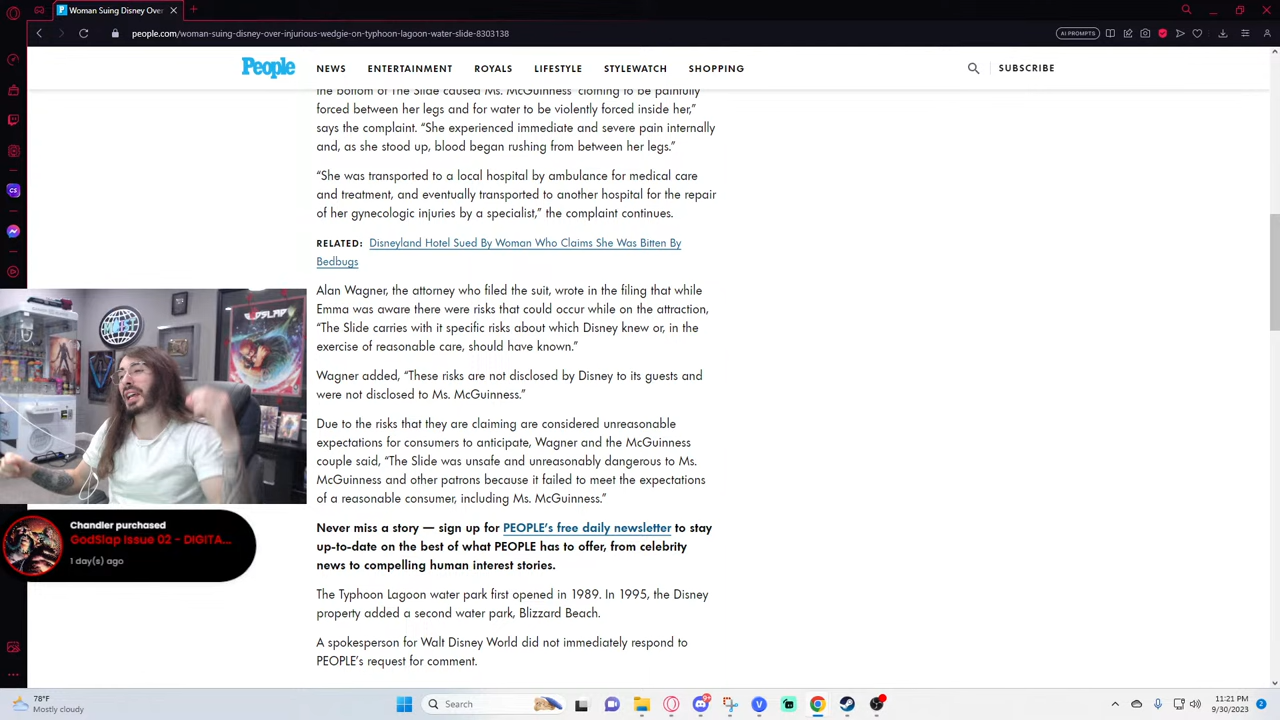 Woman Suing Disney Over
people.com/woman-suing-disney-over-injurious-wedgie-on-typhoon-lagoon-water-slide-8303138
AI PROMPTS
People
NEWS ENTERTAINMENT ROYALS LIFESTYLE STYLEWATCH SHOPPING
SUBSCRIBE
the bottom of The Slide caused Ms. McGuinness' clothing to be painfully
forced between her legs and for water to be violently forced inside her,”
says the complaint. “She experienced immediate and severe pain internally
and, as she stood up, blood began rushing from between her legs.”
“She was transported to a local hospital by ambulance for medical care
and treatment, and eventually transported to another hospital for the repair
of her gynecologic injuries by a specialist,” the complaint continues.
RELATED: Disneyland Hotel Sued By Woman Who Claims She Was Bitten By
Bedbugs
Alan Wagner, the attorney who filed the suit, wrote in the filing that while
Emma was aware there were risks that could occur while on the attraction,
“The Slide carries with it specific risks about which Disney knew or, in the
exercise of reasonable care, should have known.”
Wagner added, “These risks are not disclosed by Disney to its guests and
were not disclosed to Ms. McGuinness.”
Due to the risks that they are claiming are considered unreasonable
expectations for consumers to anticipate, Wagner and the McGuinness
couple said, “The Slide was unsafe and unreasonably dangerous to Ms.
McGuinness and other patrons because it failed to meet the expectations
of a reasonable consumer, including Ms. McGuinness.”
Never miss a story — sign up for PEOPLE’s free daily newsletter to stay
up-to-date on the best of what PEOPLE has to offer, from celebrity
news to compelling human interest stories.
The Typhoon Lagoon water park first opened in 1989. In 1995, the Disney
property added a second water park, Blizzard Beach.
A spokesperson for Walt Disney World did not immediately respond to
PEOPLE’s request for comment.
GODSLAP
Chandler purchased
GodSlap Issue 02 - DIGITA...
1 day(s) ago
78°F
Mostly cloudy
Search
11:21 PM
9/30/2023